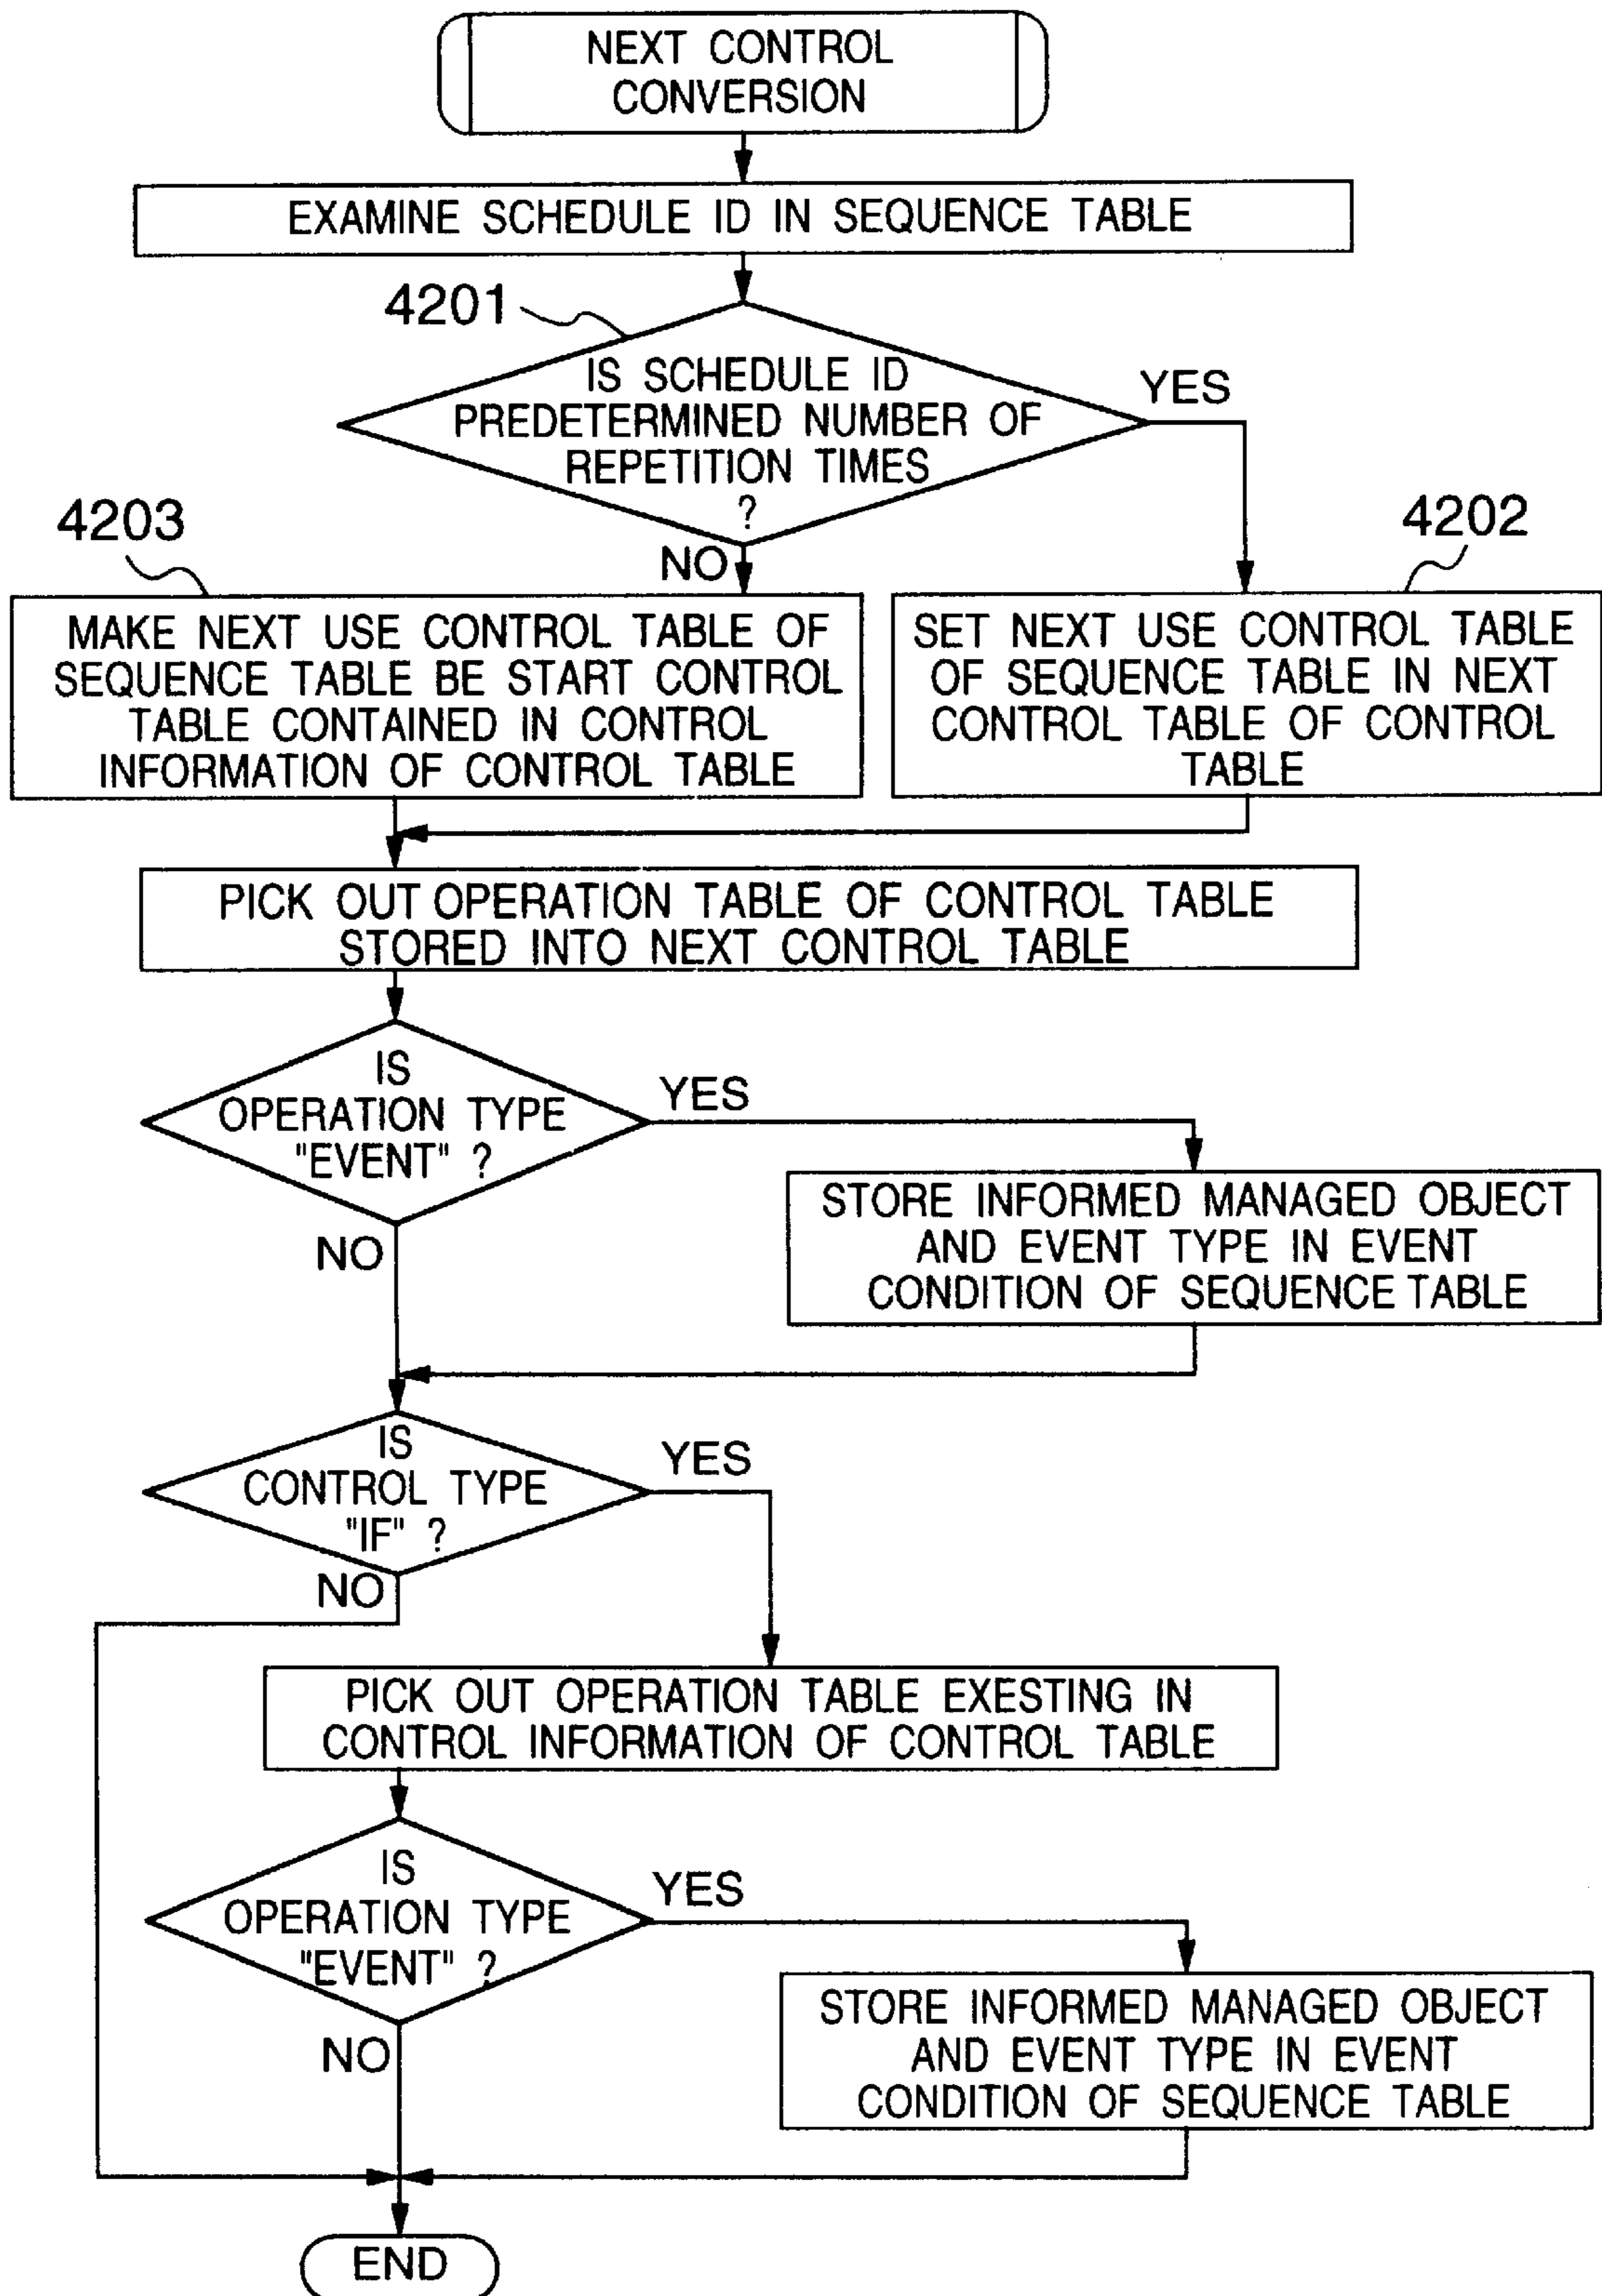 NEXT CONTROL
CONVERSION
EXAMINE SCHEDULE ID IN SEQUENCE TABLE
4201
IS SCHEDULE ID
PREDETERMINED NUMBER OF
REPETITION TIMES
?
YES
NO
4203
4202
MAKE NEXT USE CONTROL TABLE OF
SEQUENCE TABLE BE START CONTROL
TABLE CONTAINED IN CONTROL
INFORMATION OF CONTROL TABLE
SET NEXT USE CONTROL TABLE
OF SEQUENCE TABLE IN NEXT
CONTROL TABLE OF CONTROL
TABLE
PICK OUT OPERATION TABLE OF CONTROL TABLE
STORED INTO NEXT CONTROL TABLE
IS
OPERATION TYPE
"EVENT" ?
YES
NO
STORE INFORMED MANAGED OBJECT
AND EVENT TYPE IN EVENT
CONDITION OF SEQUENCE TABLE
IS
CONTROL TYPE
"IF" ?
YES
NO
PICK OUT OPERATION TABLE EXESTING IN
CONTROL INFORMATION OF CONTROL TABLE
IS
OPERATION TYPE
"EVENT" ?
YES
NO
STORE INFORMED MANAGED OBJECT
AND EVENT TYPE IN EVENT
CONDITION OF SEQUENCE TABLE
END